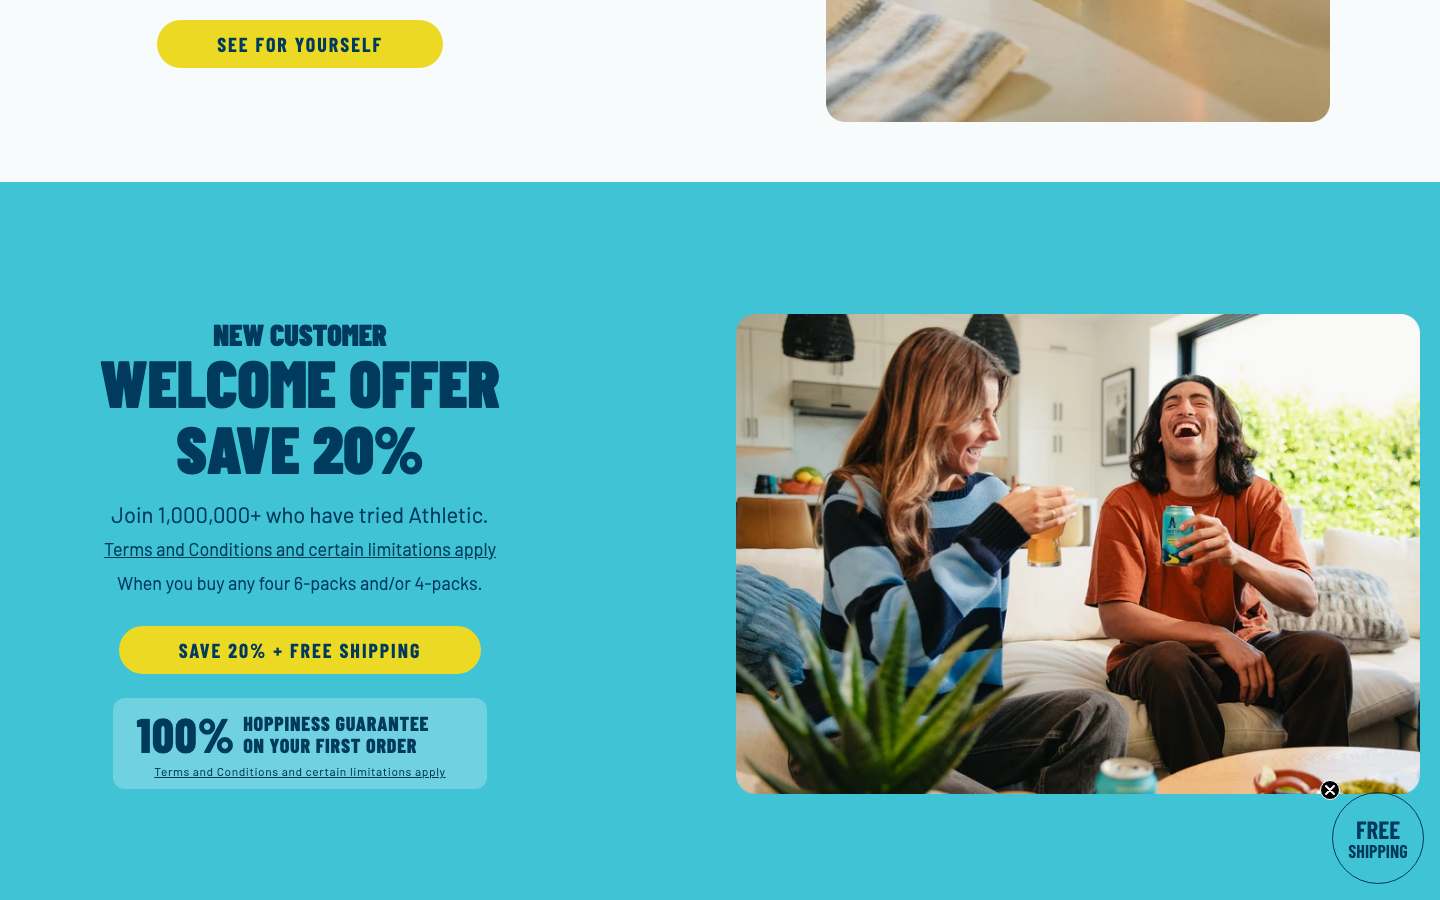 SEE FOR YOURSELF
NEW CUSTOMER
WELCOME OFFER
SAVE 20%
Join 1,000,000+ who have tried Athletic.
Terms and Conditions and certain limitations apply
When you buy any four 6-packs and/or 4-packs.
SAVE 20% + FREE SHIPPING
100% HOPPINESS GUARANTEE
ON YOUR FIRST ORDER
Terms and Conditions and certain limitations apply
FREE
SHIPPING